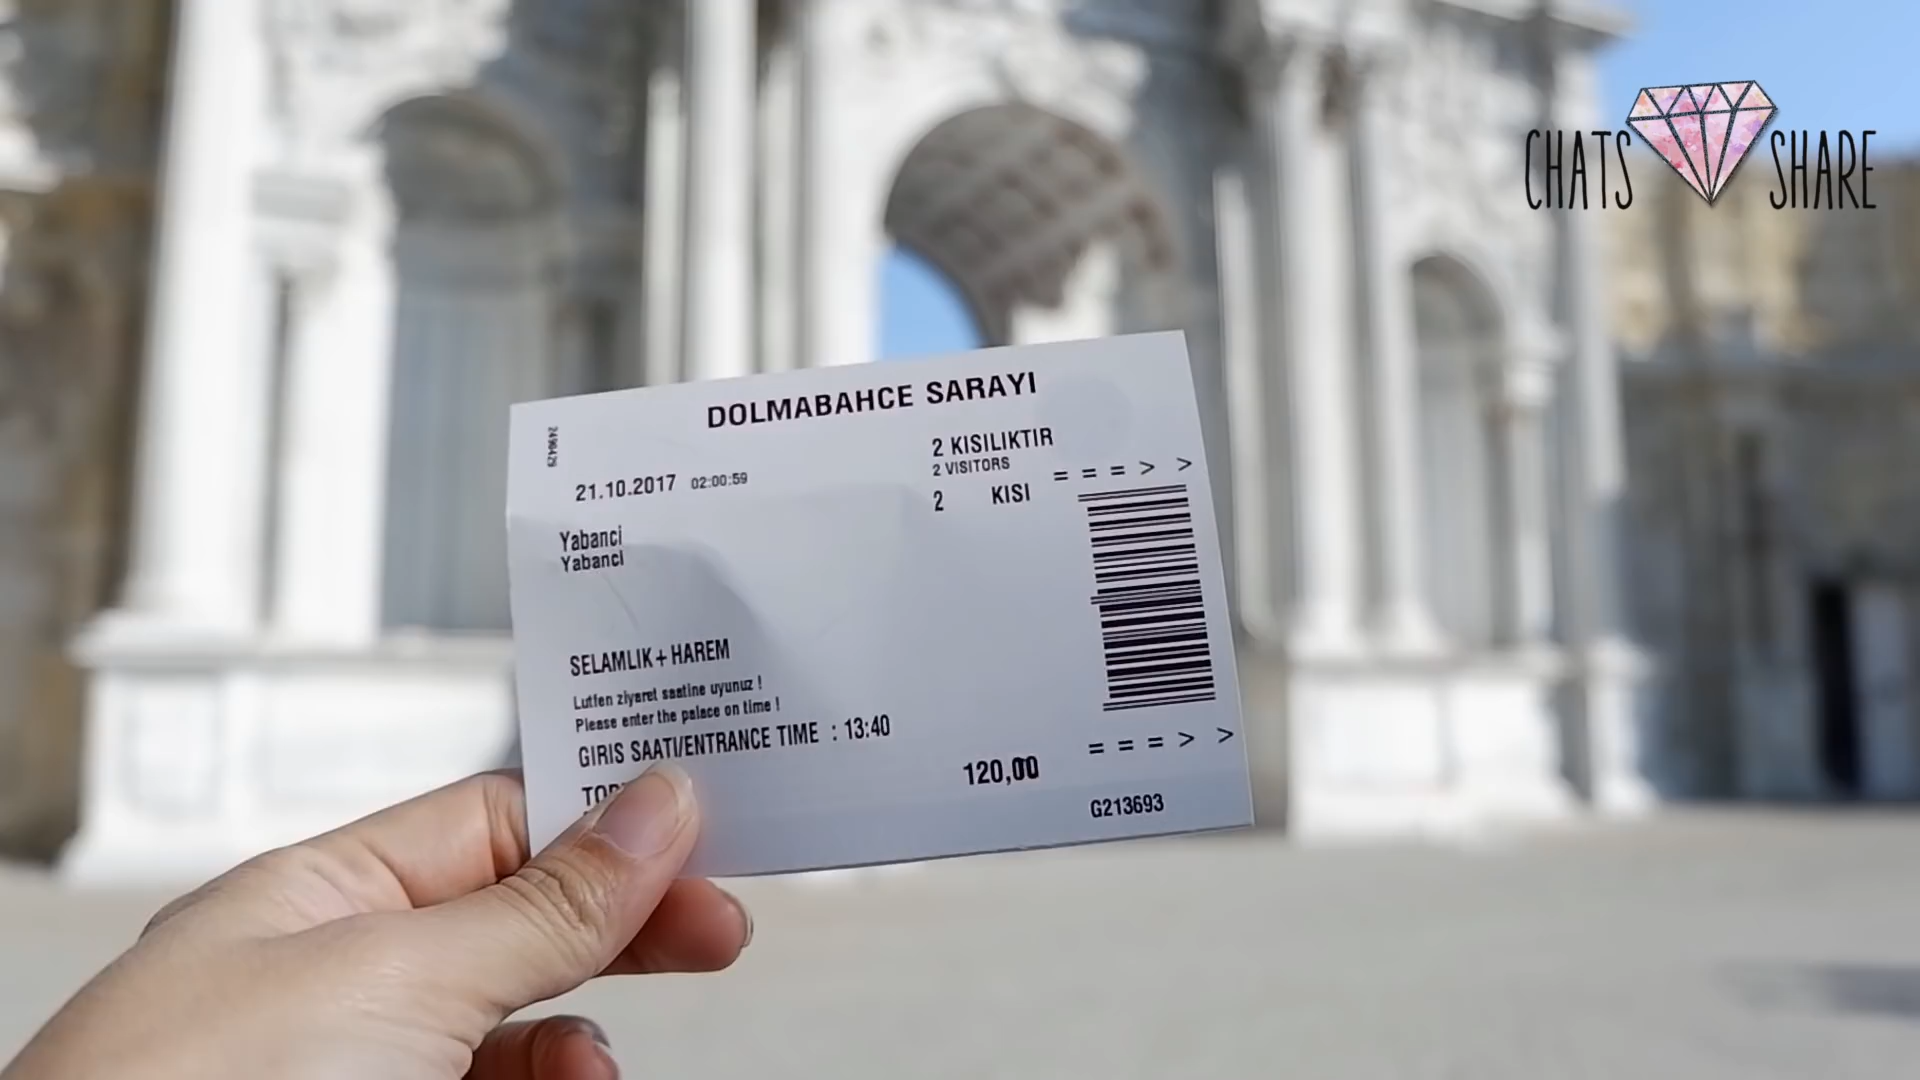 CHATS SHARE
DOLMABAHCE SARAYI
2 KISILIKTIR
2 VISITORS
= = = > >
21.10.2017 02:00:59
2 KISI
Yabanci
Yabanci
SELAMLIK+HAREM
Lutfen ziyaret saatine uyunuz !
Please enter the palace on time !
GIRIS SAATI/ENTRANCE TIME : 13:40
120,00
= = = > >
G213693